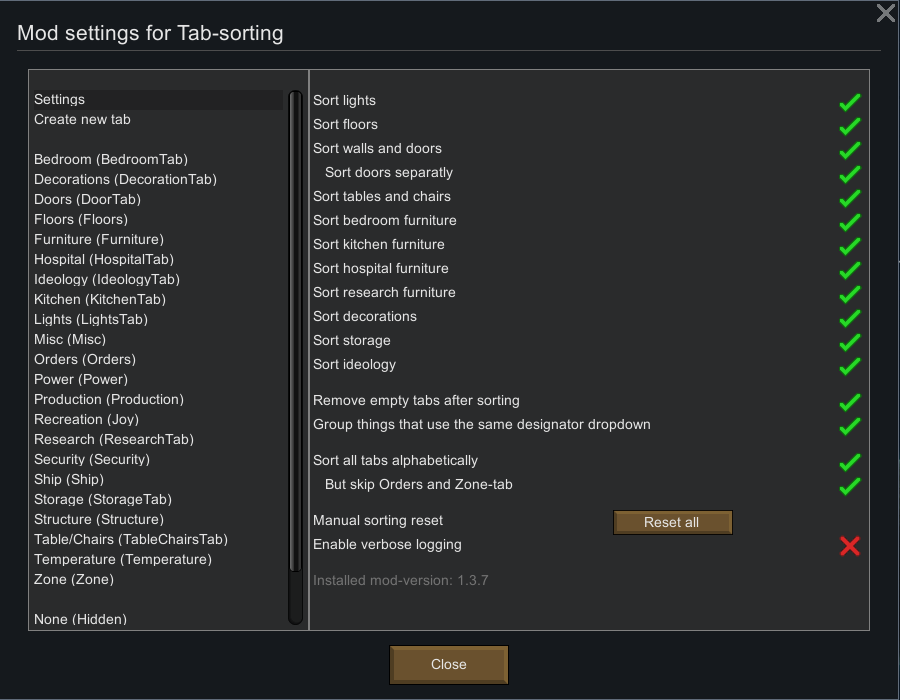 Mod settings for Tab-sorting
Settings
Create new tab
Bedroom (BedroomTab)
Decorations (DecorationTab)
Doors (DoorTab)
Floors (Floors)
Furniture (Furniture)
Hospital (HospitalTab)
Ideology (IdeologyTab)
Kitchen (KitchenTab)
Lights (LightsTab)
Misc (Misc)
Orders (Orders)
Power (Power)
Production (Production)
Recreation (Joy)
Research (ResearchTab)
Security (Security)
Ship (Ship)
Storage (StorageTab)
Structure (Structure)
Table/Chairs (TableChairsTab)
Temperature (Temperature)
Zone (Zone)
None (Hidden)
Sort lights
Sort floors
Sort walls and doors
Sort doors separatly
Sort tables and chairs
Sort bedroom furniture
Sort kitchen furniture
Sort hospital furniture
Sort research furniture
Sort decorations
Sort storage
Sort ideology
Remove empty tabs after sorting
Group things that use the same designator dropdown
Sort all tabs alphabetically
But skip Orders and Zone-tab
Manual sorting reset
Reset all
Enable verbose logging
Installed mod-version: 1.3.7
Close